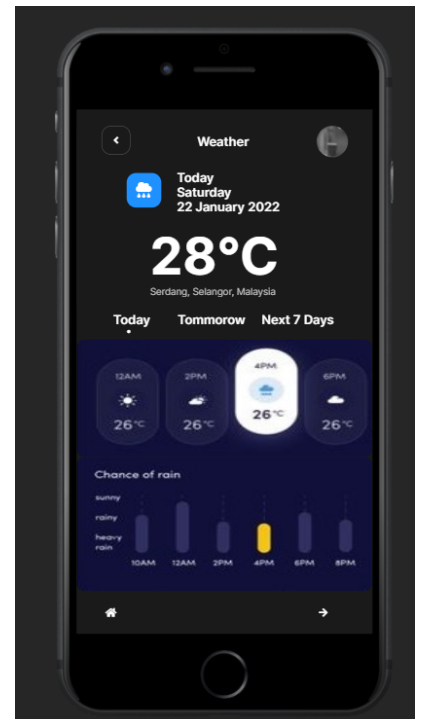 Weather
Today
Saturday
22 January 2022
28°C
Serdang, Selangor, Malaysia
Today Tommorow Next 7 Days
12AM 2PM 4PM 6PM
26°C 26°C 26°C 26°C
Chance of rain
sunny
rainy
heavy
rain
10AM 12AM 2PM 4PM 6PM 8PM